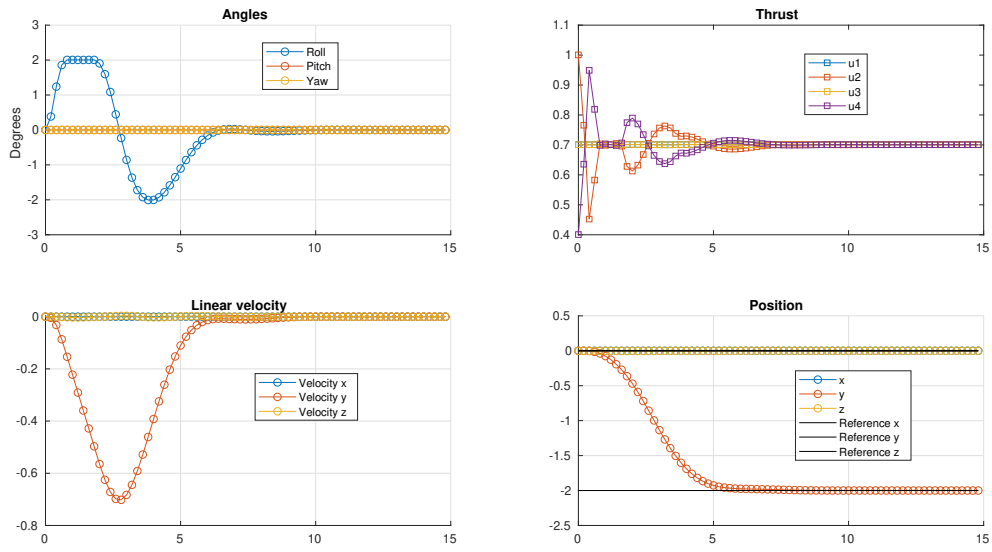 Angles
3
2
1
0
-1
-2
-3
Degrees
0 5 10 15
Roll
Pitch
Yaw
Thrust
1.1
1
0.9
0.8
0.7
0.6
0.5
0.4
0 5 10 15
u1
u2
u3
u4
Linear velocity
0
-0.2
-0.4
-0.6
-0.8
0 5 10 15
Velocity x
Velocity y
Velocity z
Position
0.5
0
-0.5
-1
-1.5
-2
-2.5
0 5 10 15
x
y
z
Reference x
Reference y
Reference z